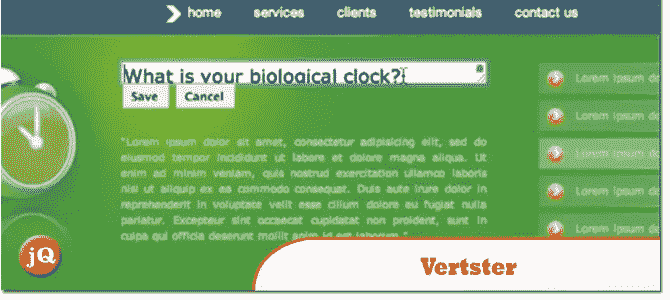 home services clients testimonials contact us
What is your biological clock?
Save Cancel
"Lorem ipsum dolor sit amet, consectetur adipisicing elit, sed do
eiusmod tempor incididunt ut labore et dolore magna aliqua. Ut
enim ad minim veniam, quis nostrud exercitation ullamco laboris
nisi ut aliquip ex ea commodo consequat. Duis aute irure dolor in
reprehenderit in voluptate velit esse cillum dolore eu fugiat nulla
pariatur. Excepteur sint occaecat cupidatat non proident, sunt in
culpa qui officia deserunt mollit anim id est laborum."
Lorem ipsum do
Lorem ipsum do
Lorem ipsum do
Lorem ipsum do
Lorem ipsum do
jQ
Vertster